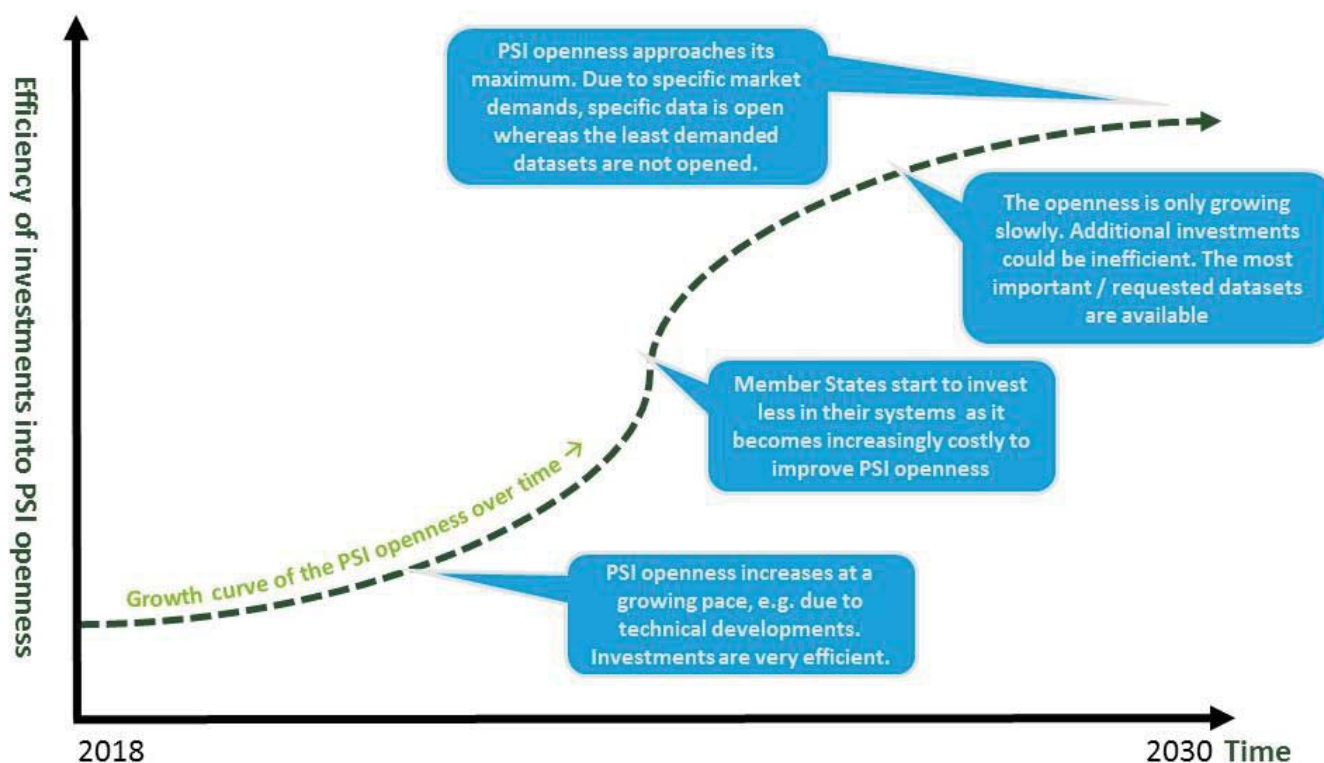 Efficiency of investments into PSI openness
PSI openness approaches its
maximum. Due to specific market
demands, specific data is open
whereas the least demanded
datasets are not opened.
The openness is only growing
slowly. Additional investments
could be inefficient. The most
important / requested datasets
are available
Member States start to invest
less in their systems as it
becomes increasingly costly to
improve PSI openness
Growth curve of the PSI openness over time →
PSI openness increases at a
growing pace, e.g. due to
technical developments.
Investments are very efficient.
2018
2030 Time